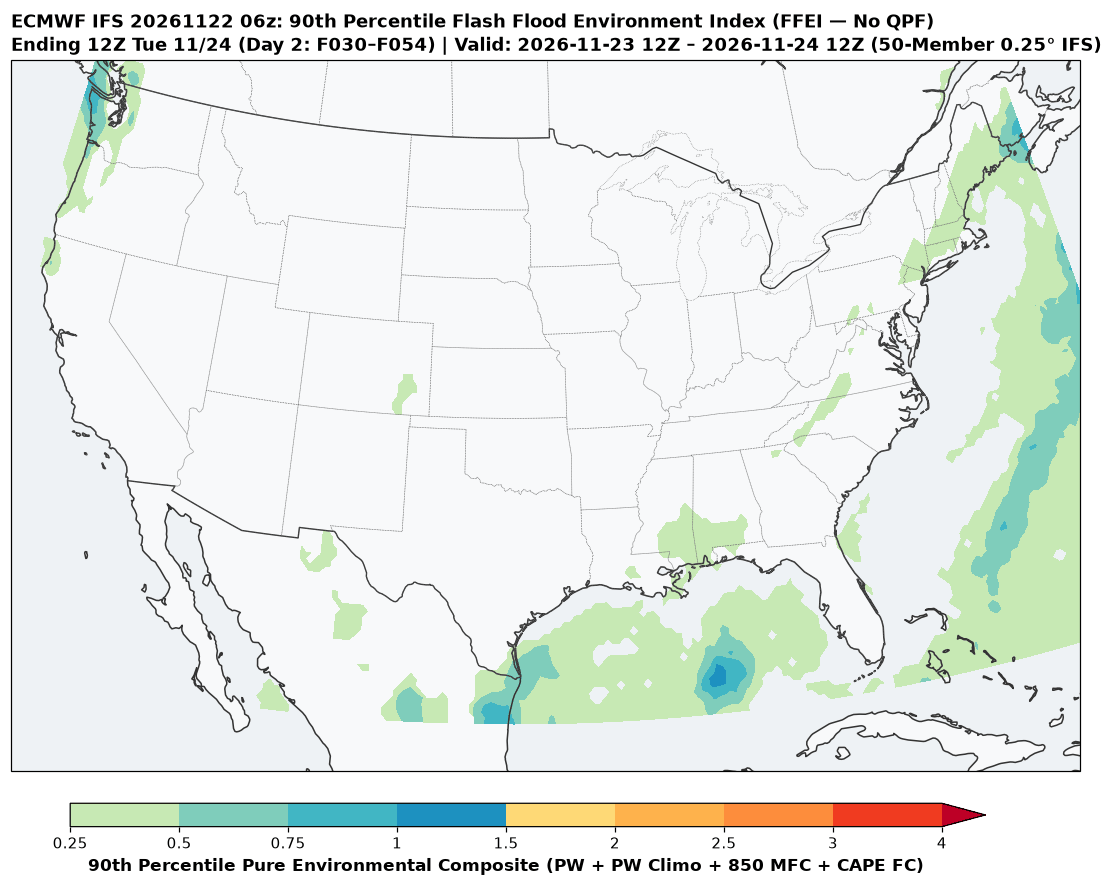 ECMWF IFS 20261122 06z: 90th Percentile Flash Flood Environment Index (FFEI — No QPF)
Ending 12Z Tue 11/24 (Day 2: F030–F054) | Valid: 2026-11-23 12Z – 2026-11-24 12Z (50-Member 0.25° IFS)
0.25 0.5 0.75 1 1.5 2 2.5 3 4
90th Percentile Pure Environmental Composite (PW + PW Climo + 850 MFC + CAPE FC)